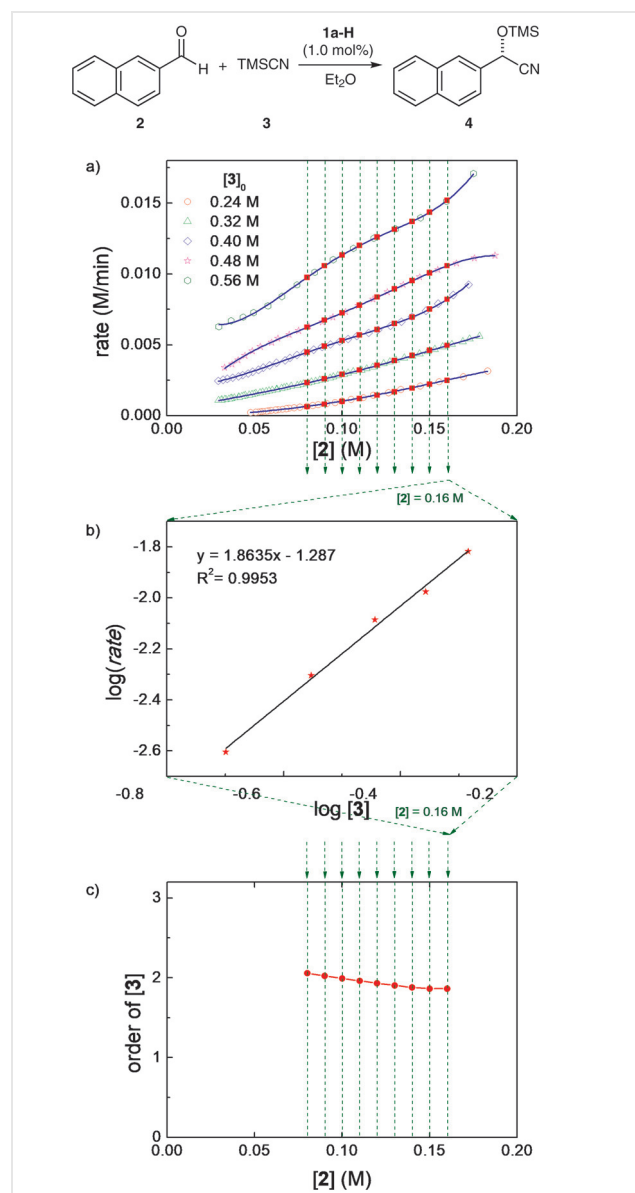 O
H
+
TMSCN
1a-H
(1.0 mol%)
Et2O
OTMS
CN
2
3
4
a)
[3]0
0.24 M
0.32 M
0.40 M
0.48 M
0.56 M
rate (M/min)
0.015
0.010
0.005
0.000
0.00
0.05
0.10
0.15
0.20
[2] (M)
[2] = 0.16 M
b)
y = 1.8635x - 1.287
R2= 0.9953
log(rate)
-1.8
-2.0
-2.2
-2.4
-2.6
-0.8
-0.6
-0.4
-0.2
log [3]
[2] = 0.16 M
c)
order of [3]
3
2
1
0
0.00
0.05
0.10
0.15
0.20
[2] (M)